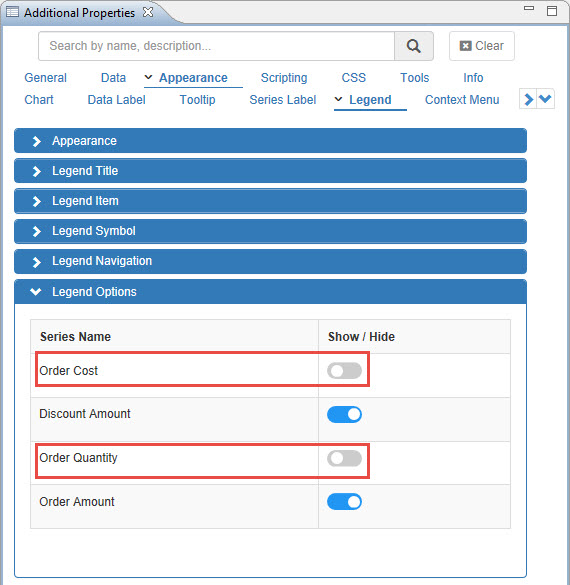 Additional Properties
Search by name, description...
Clear
General Data Appearance Scripting CSS Tools Info
Chart Data Label Tooltip Series Label Legend Context Menu
Appearance
Legend Title
Legend Item
Legend Symbol
Legend Navigation
Legend Options
Series Name Show / Hide
Order Cost
Discount Amount
Order Quantity
Order Amount